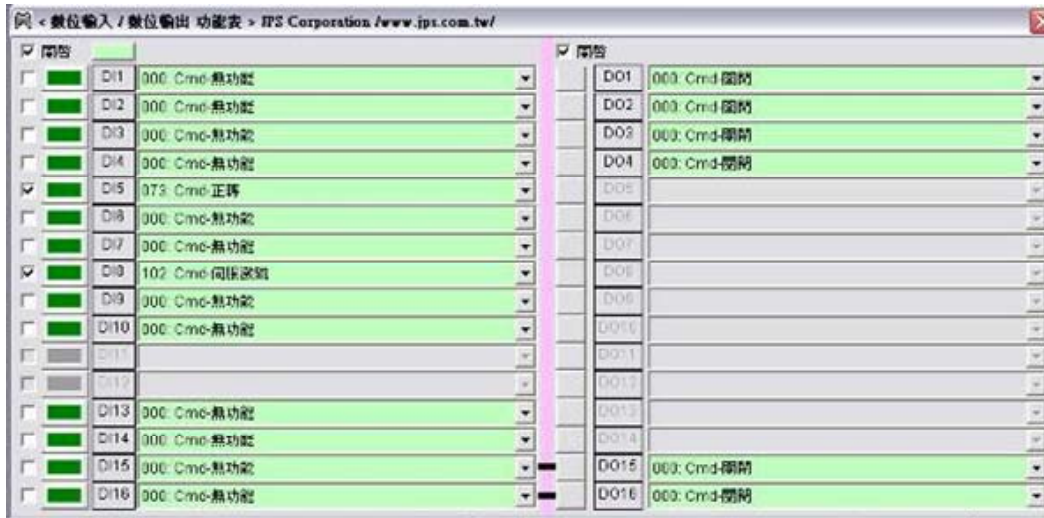 < 數位輸入 / 數位輸出 功能表 > JPS Corporation /www.jps.com.tw/
開啓
DI1 000: Cmd-無功能
DI2 000: Cmd-無功能
DI3 000: Cmd-無功能
DI4 000: Cmd-無功能
DI5 073: Cmd-正轉
DI6 000: Cmd-無功能
DI7 000: Cmd-無功能
DI8 102: Cmd-伺服激磁
DI9 000: Cmd-無功能
DI10 000: Cmd-無功能
DI11
DI12
DI13 000: Cmd-無功能
DI14 000: Cmd-無功能
DI15 000: Cmd-無功能
DI16 000: Cmd-無功能
開啓
DO1 000: Cmd-關閉
DO2 000: Cmd-關閉
DO3 000: Cmd-關閉
DO4 000: Cmd-關閉
DO5
DO6
DO7
DO8
DO9
DO10
DO11
DO12
DO13
DO14
DO15 000: Cmd-關閉
DO16 000: Cmd-關閉